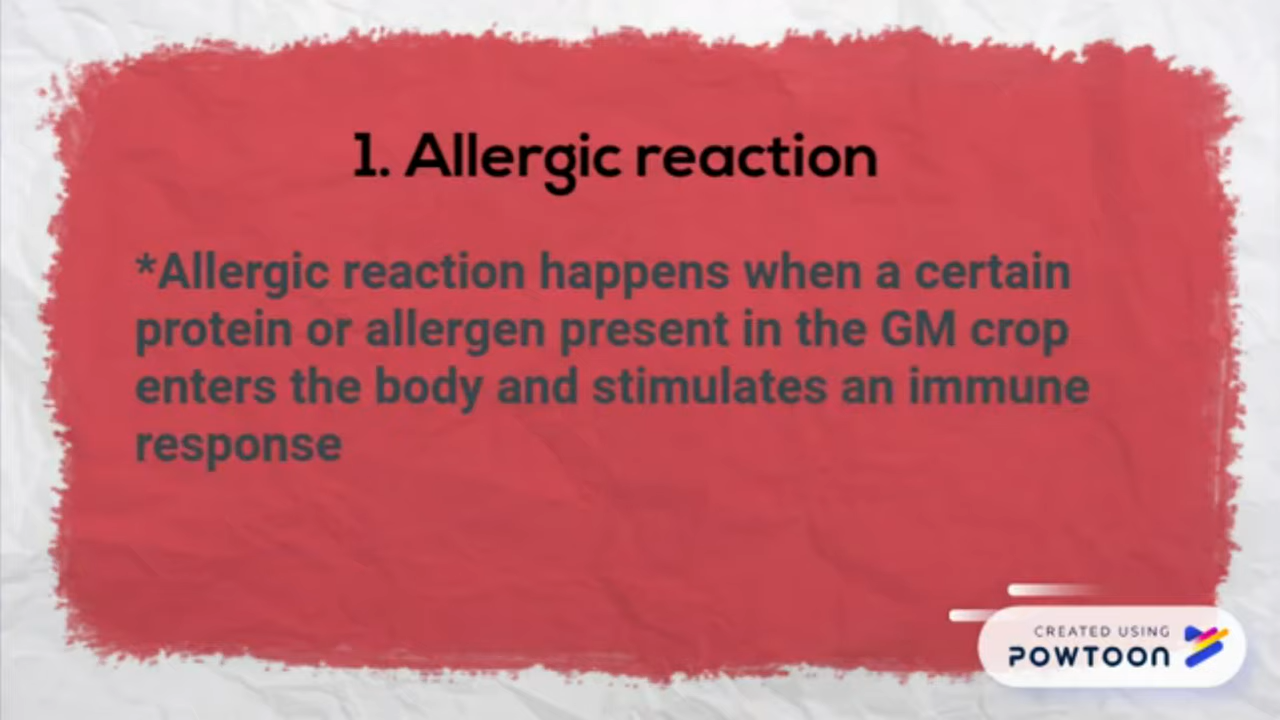 1. Allergic reaction
*Allergic reaction happens when a certain
protein or allergen present in the GM crop
enters the body and stimulates an immune
response
CREATED USING
POWTOON